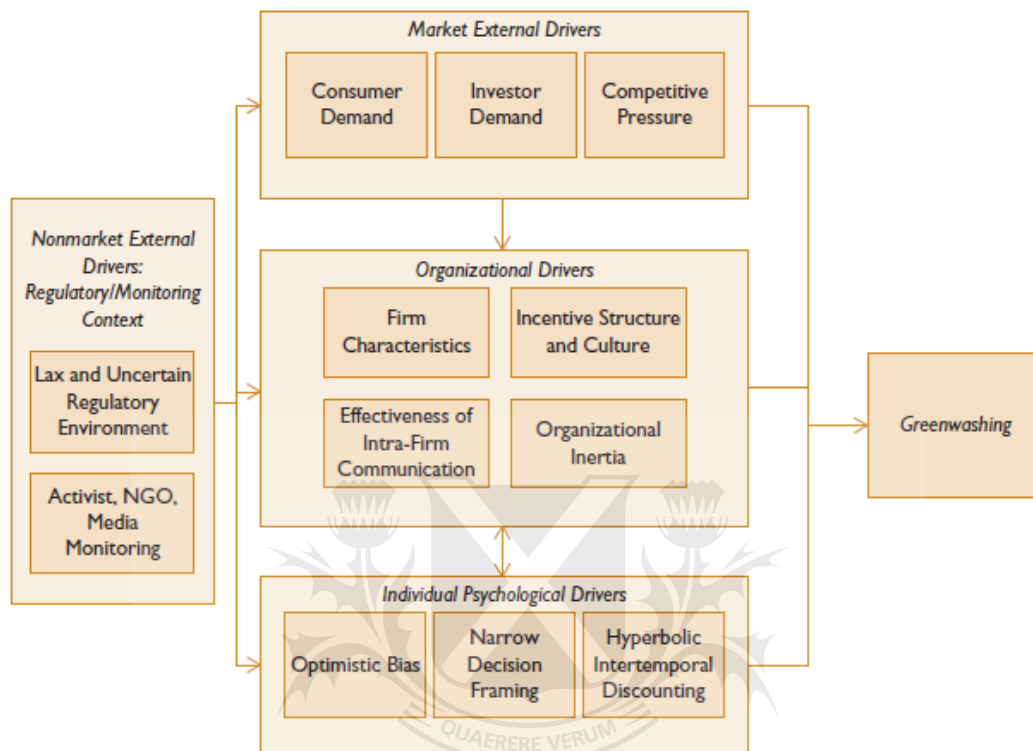 Market External Drivers
Consumer
Demand
Investor
Demand
Competitive
Pressure
Nonmarket External
Drivers:
Regulatory/Monitoring
Context
Lax and Uncertain
Regulatory
Environment
Activist, NGO,
Media
Monitoring
Organizational Drivers
Firm
Characteristics
Incentive Structure
and Culture
Effectiveness of
Intra-Firm
Communication
Organizational
Inertia
Individual Psychological Drivers
Optimistic Bias
Narrow
Decision
Framing
Hyperbolic
Intertemporal
Discounting
Greenwashing
QUAERERE VERUM